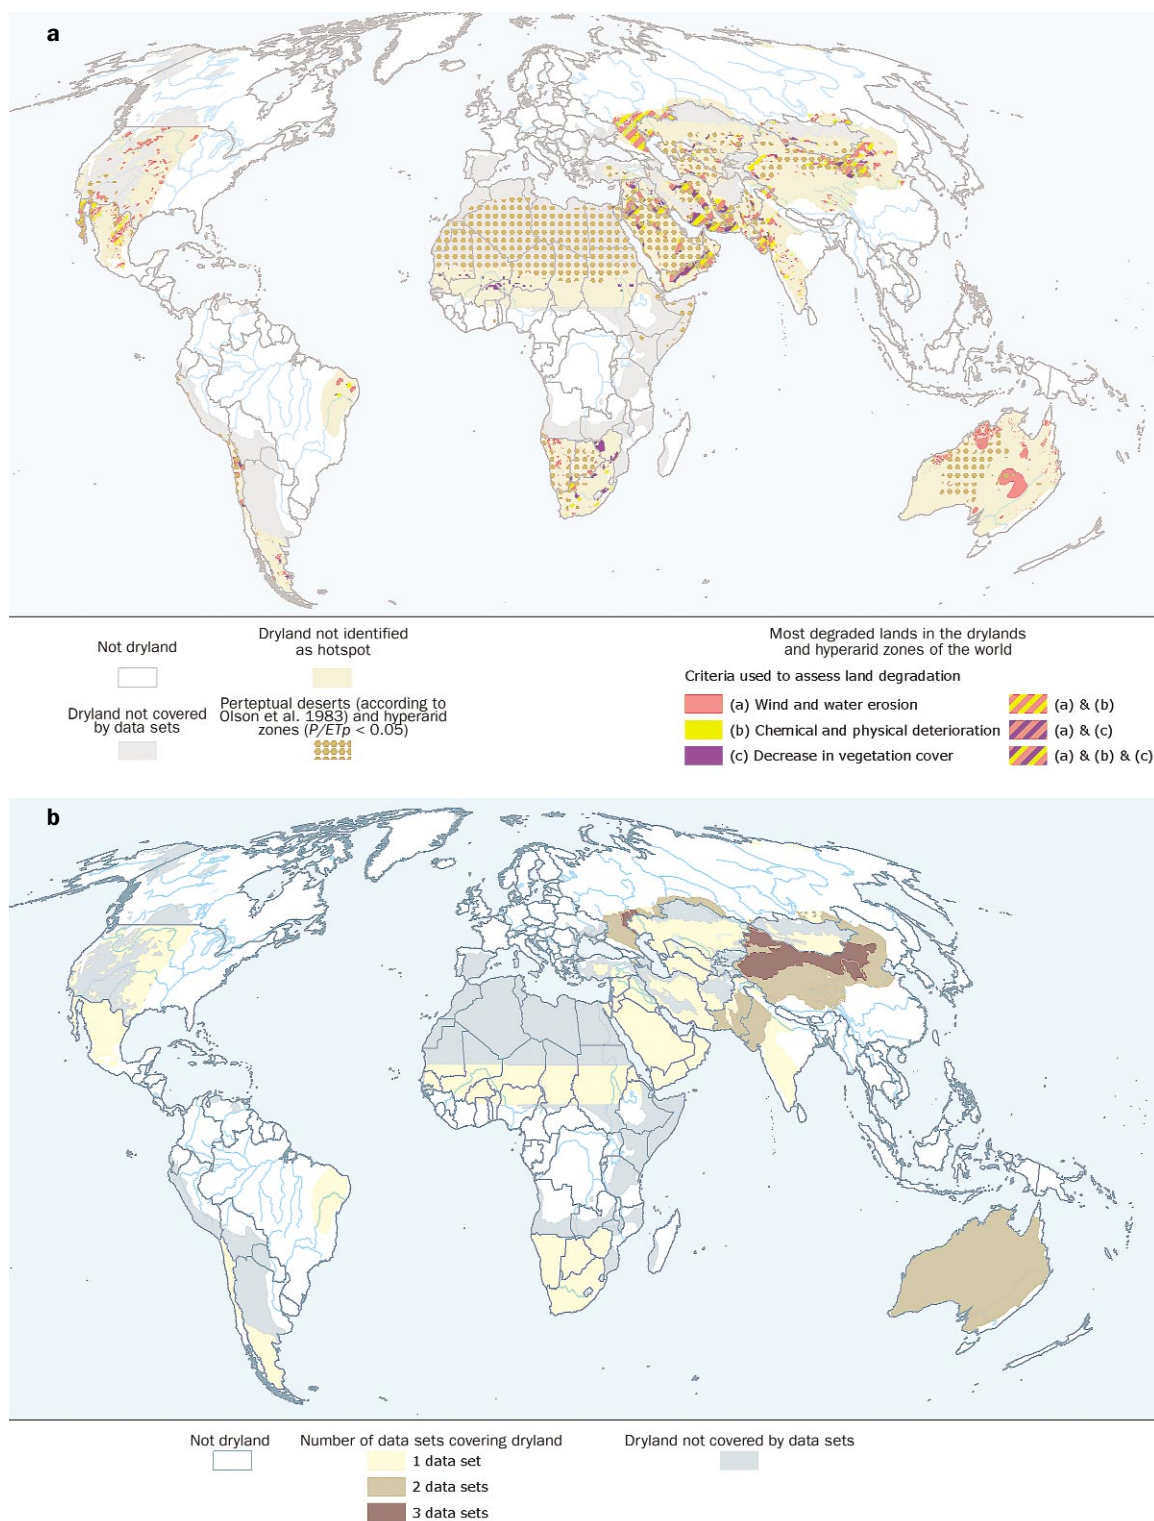 a
Not dryland
Dryland not identified
as hotspot
Dryland not covered
by data sets
Perteptual deserts (according to
Olson et al. 1983) and hyperarid
zones (P/ETp < 0.05)
Most degraded lands in the drylands
and hyperarid zones of the world
Criteria used to assess land degradation
(a) Wind and water erosion
(a) & (b)
(b) Chemical and physical deterioration
(a) & (c)
(c) Decrease in vegetation cover
(a) & (b) & (c)
b
Not dryland
Number of data sets covering dryland
Dryland not covered by data sets
1 data set
2 data sets
3 data sets